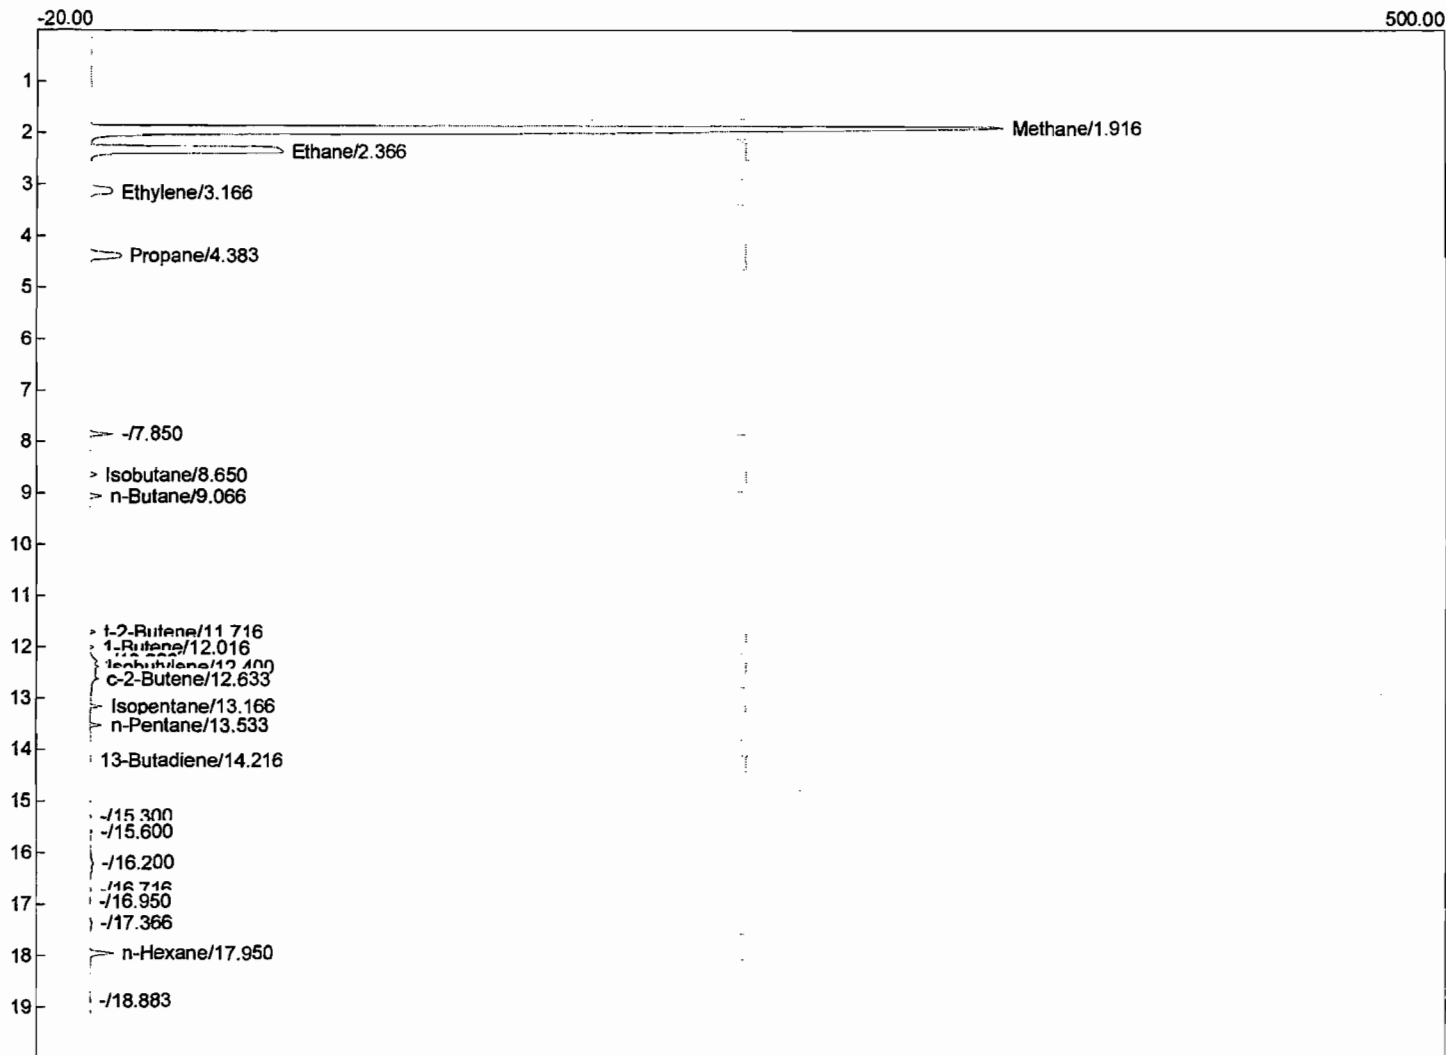 -20.00 500.00
1
2
Methane/1.916
Ethane/2.366
3
Ethylene/3.166
4
Propane/4.383
5
6
7
-/7.850
8
Isobutane/8.650
9
n-Butane/9.066
10
11
t-2-Butene/11.716
12
1-Butene/12.016
Isobutylene/12.400
c-2-Butene/12.633
13
Isopentane/13.166
n-Pentane/13.533
14
13-Butadiene/14.216
15
-/15.300
-/15.600
16
-/16.200
-/16.716
-/16.950
17
-/17.366
n-Hexane/17.950
18
-/18.883
19